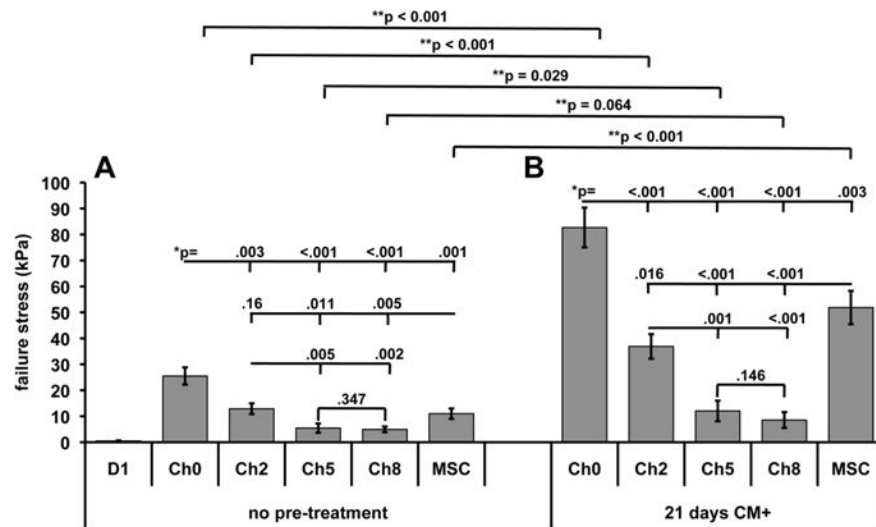 **p < 0.001
**p < 0.001
**p = 0.029
**p = 0.064
**p < 0.001
A
B
failure stress (kPa)
100
90
80
70
60
50
40
30
20
10
0
*p= .003 <.001 <.001 .001
.16 .011 .005
.005 .002
.347
*p= <.001 <.001 <.001 .003
.016 <.001 <.001
.001 <.001
.146
D1 Ch0 Ch2 Ch5 Ch8 MSC Ch0 Ch2 Ch5 Ch8 MSC
no pre-treatment 21 days CM+